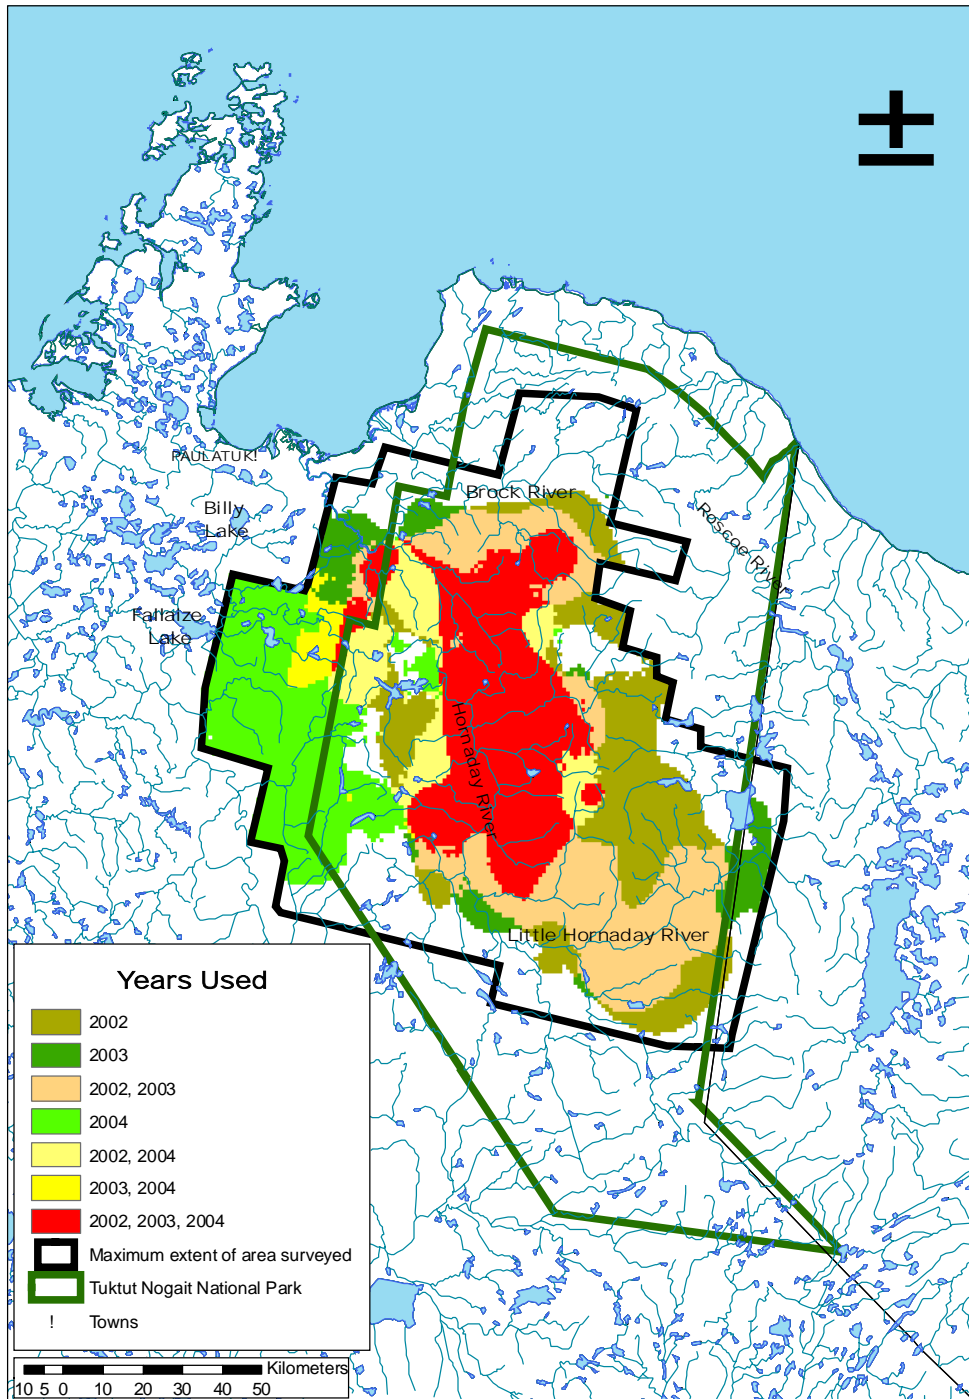 ±
PAULATUK!
Billy
Lake
Brock River
Roscoe River
Fallaize
Lake
Hornaday River
Little Hornaday River
Years Used
2002
2003
2002, 2003
2004
2002, 2004
2003, 2004
2002, 2003, 2004
Maximum extent of area surveyed
Tuktut Nogait National Park
! Towns
Kilometers
10 5 0 10 20 30 40 50